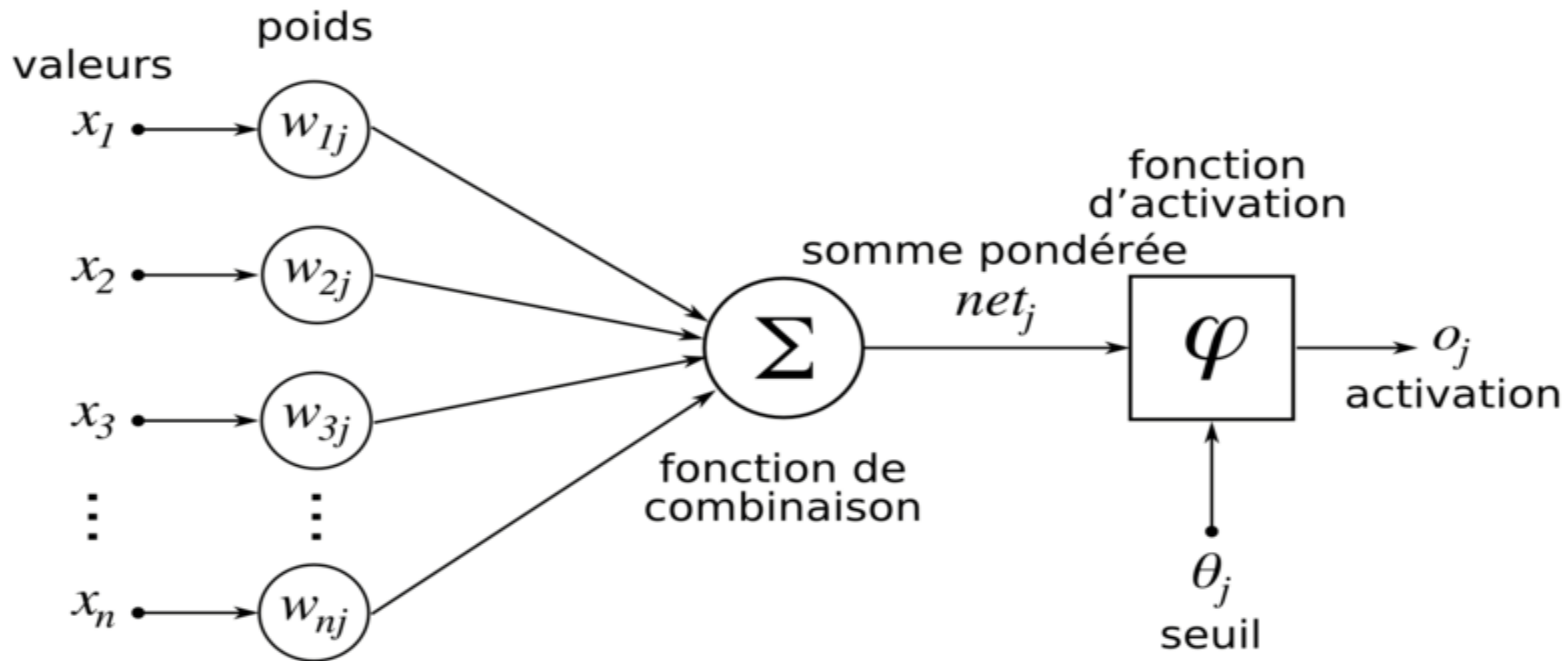 poids
valeurs
x₁
w₁ⱼ
x₂
w₂ⱼ
x₃
w₃ⱼ
⋮
⋮
xₙ
wₙⱼ
Σ
fonction de
combinaison
somme pondérée
netⱼ
fonction
d’activation
φ
oⱼ
activation
θⱼ
seuil